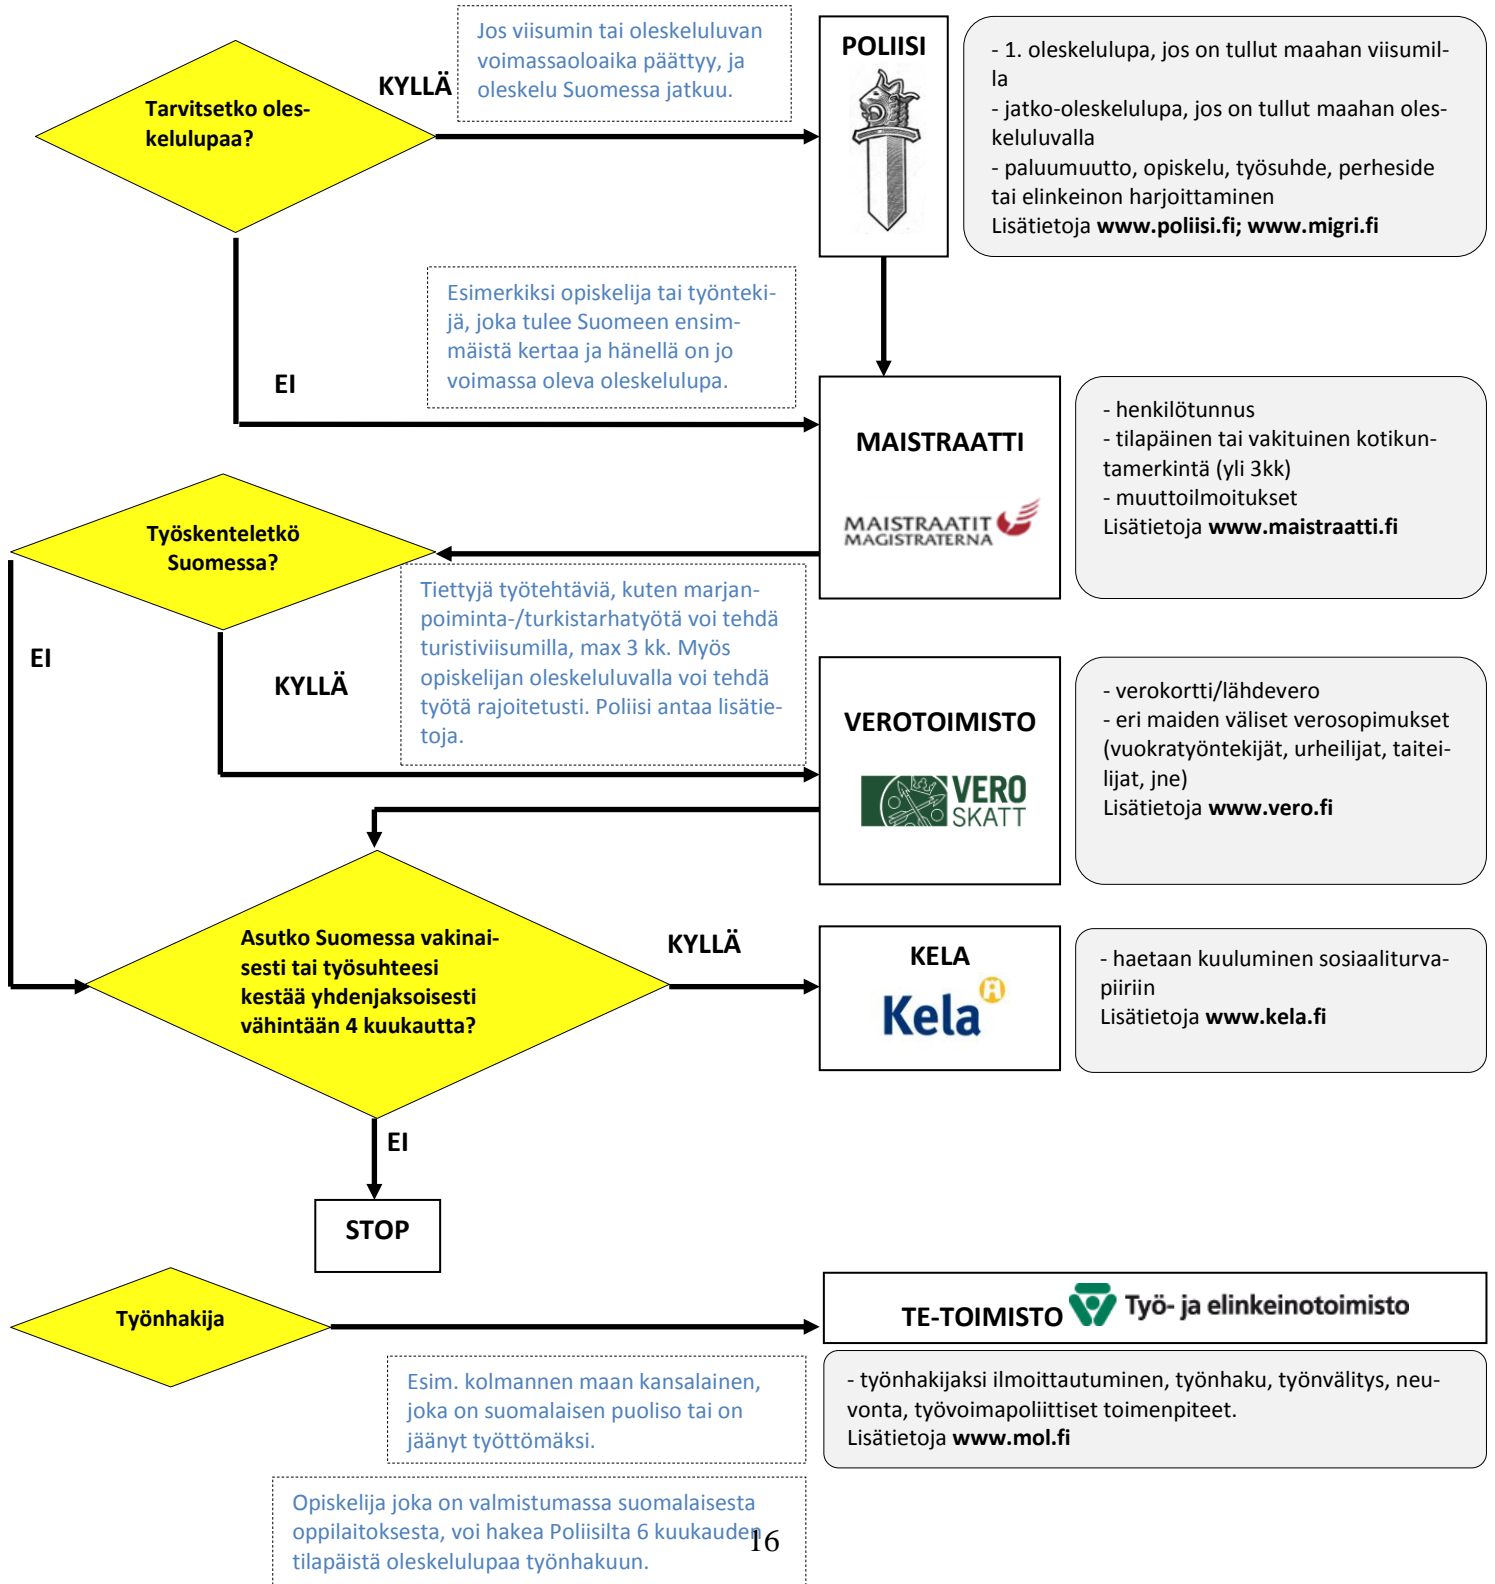 Jos viisumin tai oleskeluluvan
voimassaoloaika päättyy, ja
oleskelu Suomessa jatkuu.
KYLLÄ
Tarvitsetko oles-
kelulupaa?
POLIISI
- 1. oleskelulupa, jos on tullut maahan viisumil-
la
- jatko-oleskelulupa, jos on tullut maahan oles-
keluluvalla
- paluumuutto, opiskelu, työsuhde, perheside
tai elinkeinon harjoittaminen
Lisätietoja www.poliisi.fi; www.migri.fi
Esimerkiksi opiskelija tai työnteki-
jä, joka tulee Suomeen ensim-
mäistä kertaa ja hänellä on jo
voimassa oleva oleskelulupa.
EI
MAISTRAATTI
MAISTRAATIT
MAGISTRATERNA
- henkilötunnus
- tilapäinen tai vakituinen kotikun-
tamerkintä (yli 3kk)
- muuttoilmoitukset
Lisätietoja www.maistraatti.fi
Työskenteletkö
Suomessa?
Tiettyjä työtehtäviä, kuten marjan-
poiminta-/turkistarhatyötä voi tehdä
turistiviisumilla, max 3 kk. Myös
opiskelijan oleskeluluvalla voi tehdä
työtä rajoitetusti. Poliisi antaa lisätie-
toja.
EI
KYLLÄ
VEROTOIMISTO
VERO
SKATT
- verokortti/lähdevero
- eri maiden väliset verosopimukset
(vuokratyöntekijät, urheilijat, taitei-
lijat, jne)
Lisätietoja www.vero.fi
Asutko Suomessa vakinai-
sesti tai työsuhteesi
kestää yhdenjaksoisesti
vähintään 4 kuukautta?
KYLLÄ
KELA
Kela
- haetaan kuuluminen sosiaaliturva-
piiriin
Lisätietoja www.kela.fi
EI
STOP
Työnhakija
TE-TOIMISTO Työ- ja elinkeinotoimisto
Esim. kolmannen maan kansalainen,
joka on suomalaisen puoliso tai on
jäänyt työttömäksi.
- työnhakijaksi ilmoittautuminen, työnhaku, työnvälitys, neu-
vonta, työvoimapoliittiset toimenpiteet.
Lisätietoja www.mol.fi
Opiskelija joka on valmistumassa suomalaisesta
oppilaitoksesta, voi hakea Poliisilta 6 kuukauden
tilapäistä oleskelulupaa työnhakuun.
16